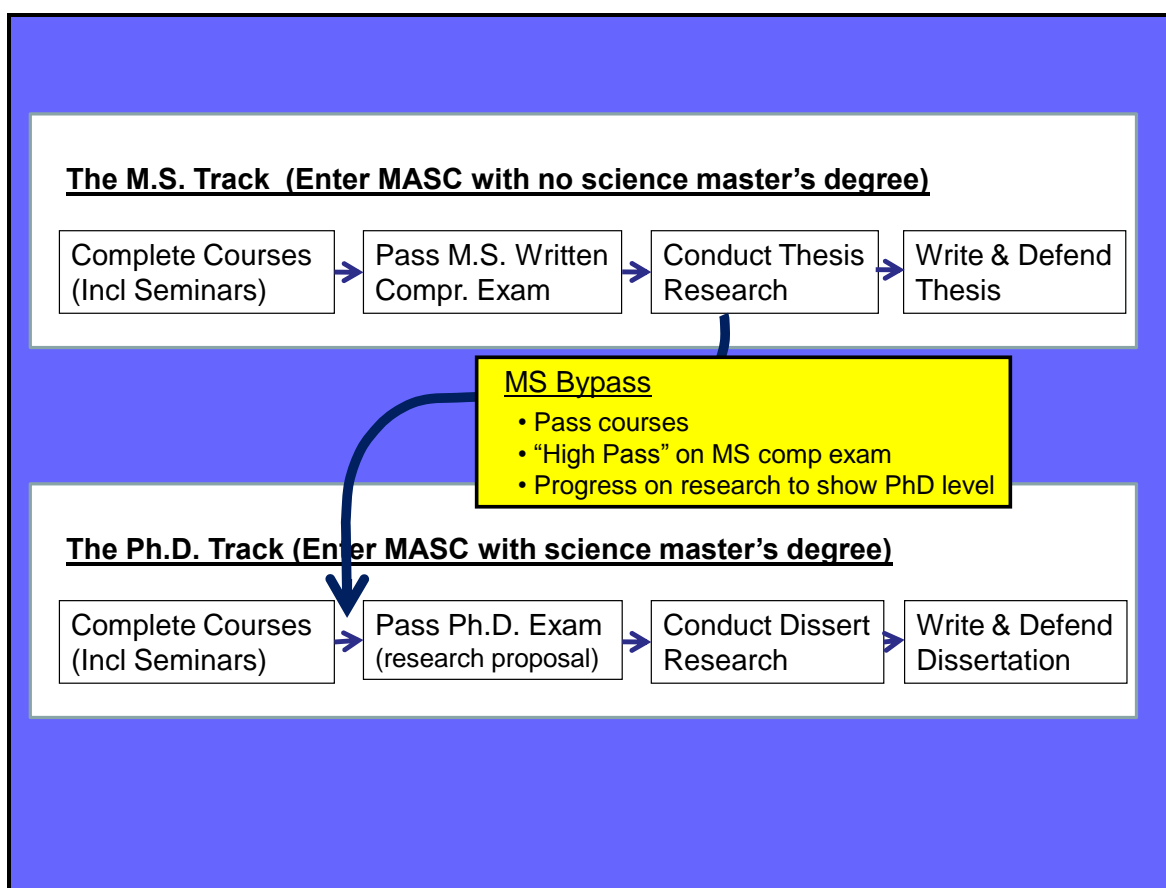 The M.S. Track  (Enter MASC with no science master’s degree)
Complete Courses
(Incl Seminars)
Pass M.S. Written
Compr. Exam
Conduct Thesis
Research
Write & Defend
Thesis
MS Bypass
• Pass courses
• “High Pass” on MS comp exam
• Progress on research to show PhD level
The Ph.D. Track (Enter MASC with science master’s degree)
Complete Courses
(Incl Seminars)
Pass Ph.D. Exam
(research proposal)
Conduct Dissert
Research
Write & Defend
Dissertation